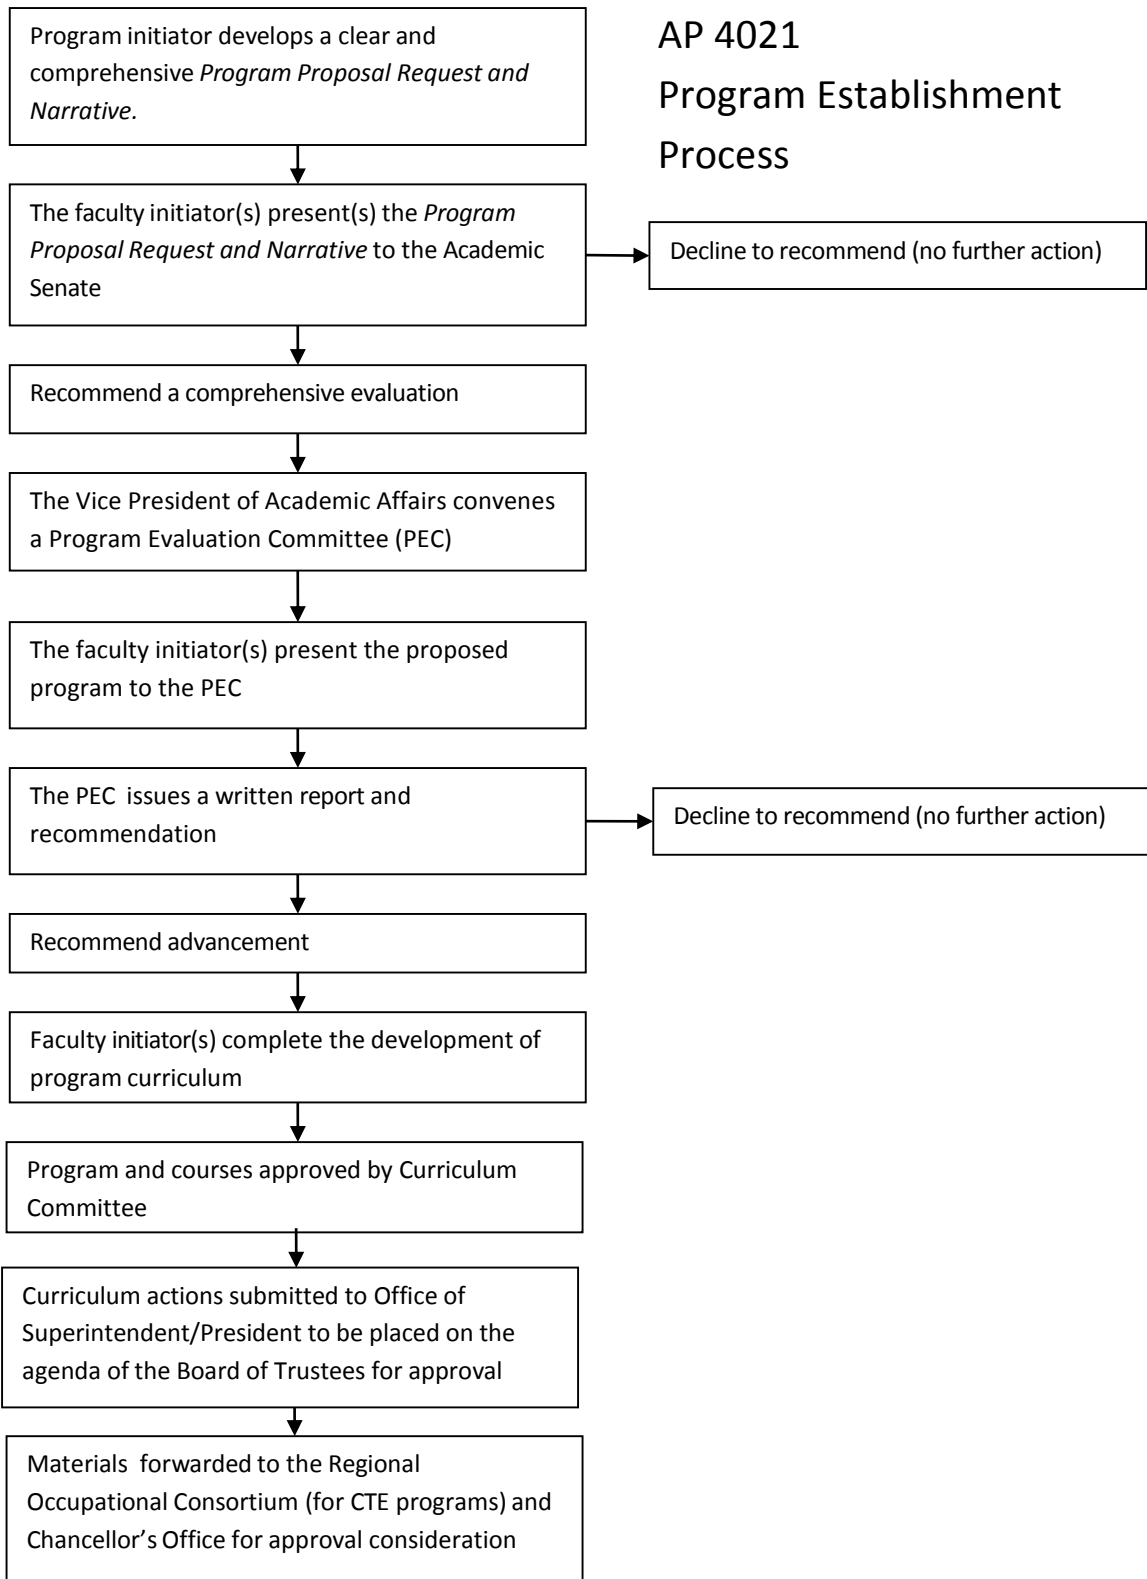 AP 4021
Program Establishment
Process
Program initiator develops a clear and
comprehensive Program Proposal Request and
Narrative.
The faculty initiator(s) present(s) the Program
Proposal Request and Narrative to the Academic
Senate
Decline to recommend (no further action)
Recommend a comprehensive evaluation
The Vice President of Academic Affairs convenes
a Program Evaluation Committee (PEC)
The faculty initiator(s) present the proposed
program to the PEC
The PEC issues a written report and
recommendation
Decline to recommend (no further action)
Recommend advancement
Faculty initiator(s) complete the development of
program curriculum
Program and courses approved by Curriculum
Committee
Curriculum actions submitted to Office of
Superintendent/President to be placed on the
agenda of the Board of Trustees for approval
Materials forwarded to the Regional
Occupational Consortium (for CTE programs) and
Chancellor’s Office for approval consideration